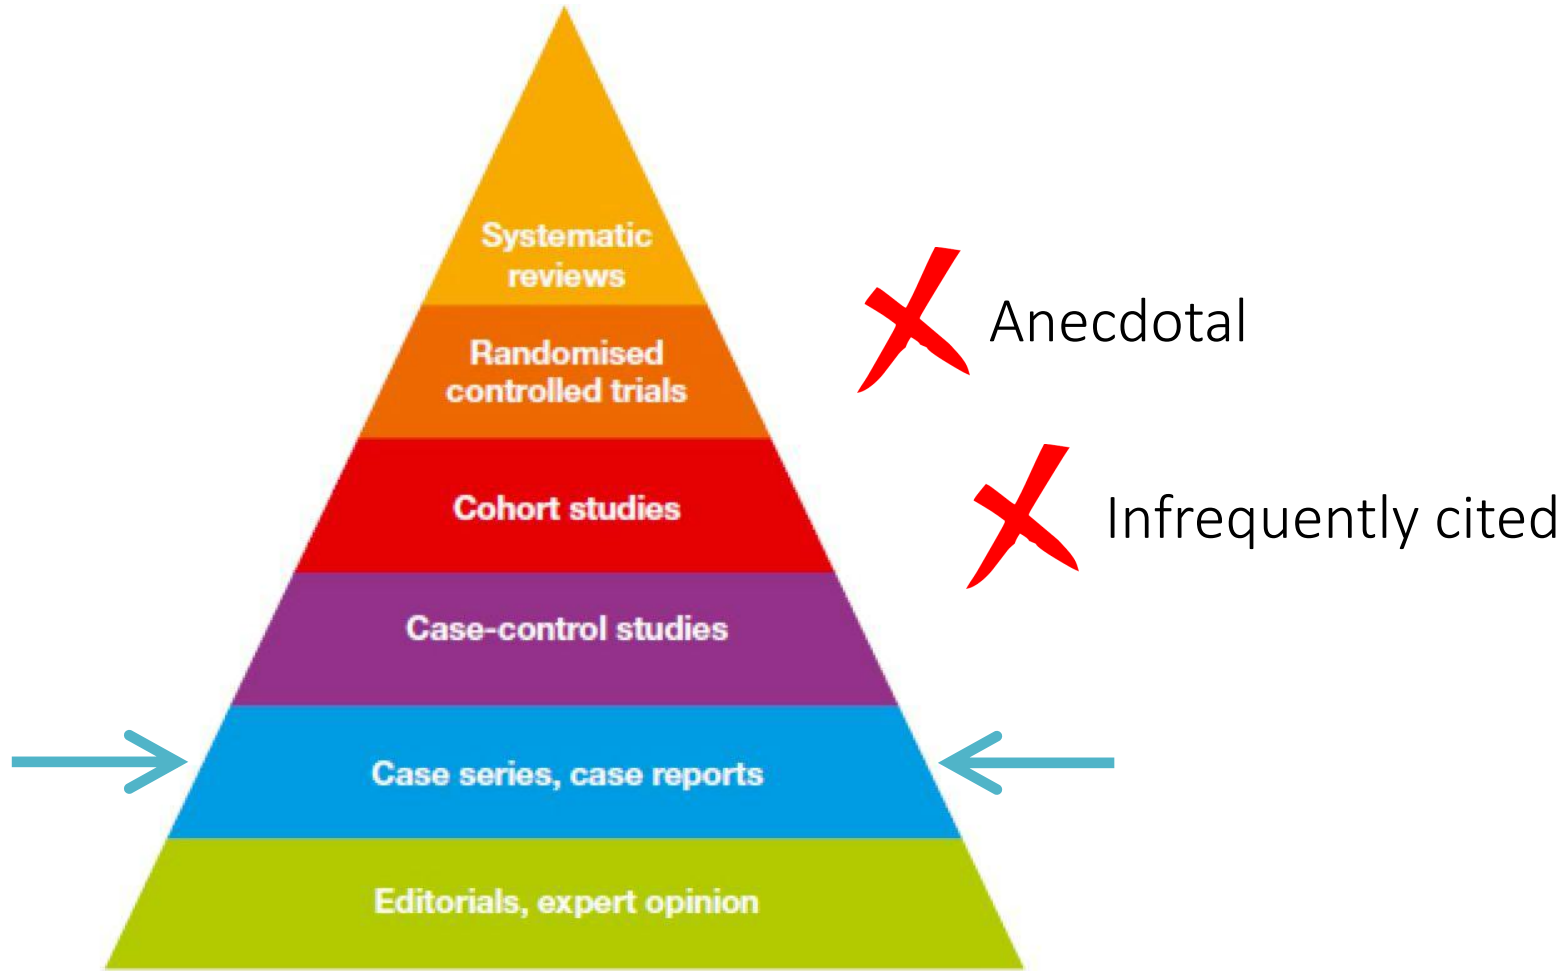 Systematic
reviews
Randomised
controlled trials
Cohort studies
Case-control studies
Case series, case reports
Editorials, expert opinion
Anecdotal
Infrequently cited